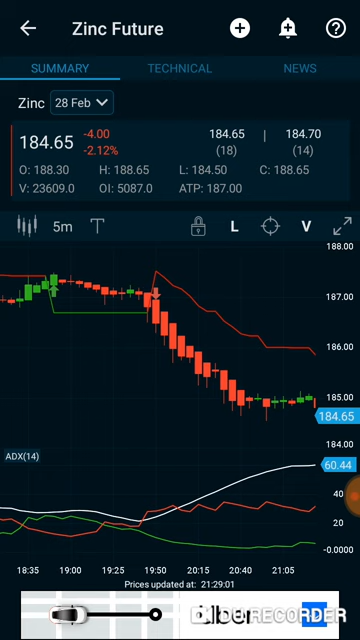 Zinc Future
SUMMARY TECHNICAL NEWS
Zinc 28 Feb
184.65 -4.00 -2.12% 184.65 | 184.70
(18) (14)
O: 188.30 H: 188.65 L: 184.50 C: 188.65
V: 23609.0 OI: 5087.0 ATP: 187.00
5m T L V
188.00
187.00
186.00
185.00
184.65
184.00
ADX(14)
60.44
40
20
-0.0000
18:35 19:00 19:25 19:50 20:15 20:40 21:05
Prices updated at: 21:29:01
Uber
DU RECORDER